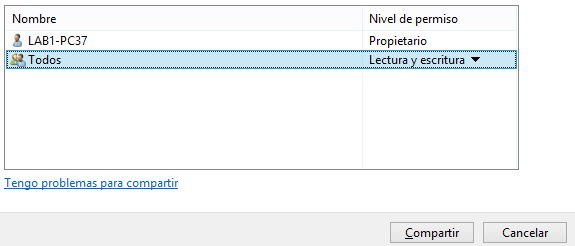 Nombre Nivel de permiso
LAB1-PC37 Propietario
Todos Lectura y escritura
Tengo problemas para compartir
Compartir Cancelar